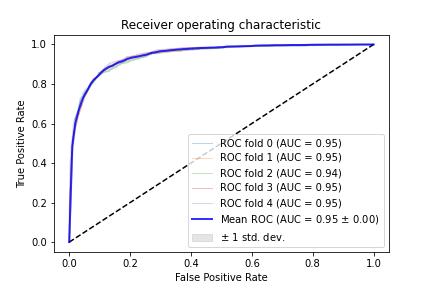 Receiver operating characteristic
1.0
0.8
0.6
0.4
0.2
0.0
True Positive Rate
ROC fold 0 (AUC = 0.95)
ROC fold 1 (AUC = 0.95)
ROC fold 2 (AUC = 0.94)
ROC fold 3 (AUC = 0.95)
ROC fold 4 (AUC = 0.95)
Mean ROC (AUC = 0.95 ± 0.00)
± 1 std. dev.
0.0 0.2 0.4 0.6 0.8 1.0
False Positive Rate